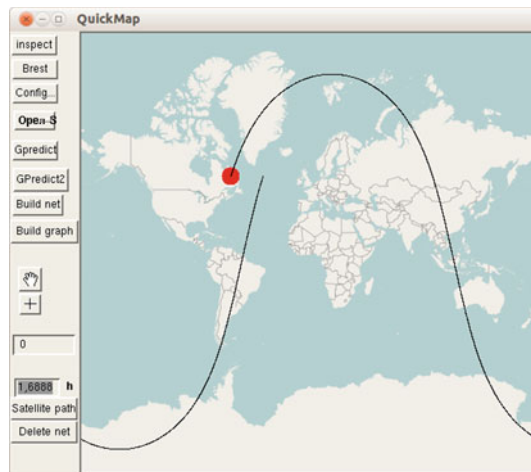 QuickMap
inspect
Brest
Config...
Open-S
Gpredict
GPredict2
Build net
Build graph
0
1,6888 h
Satellite path
Delete net